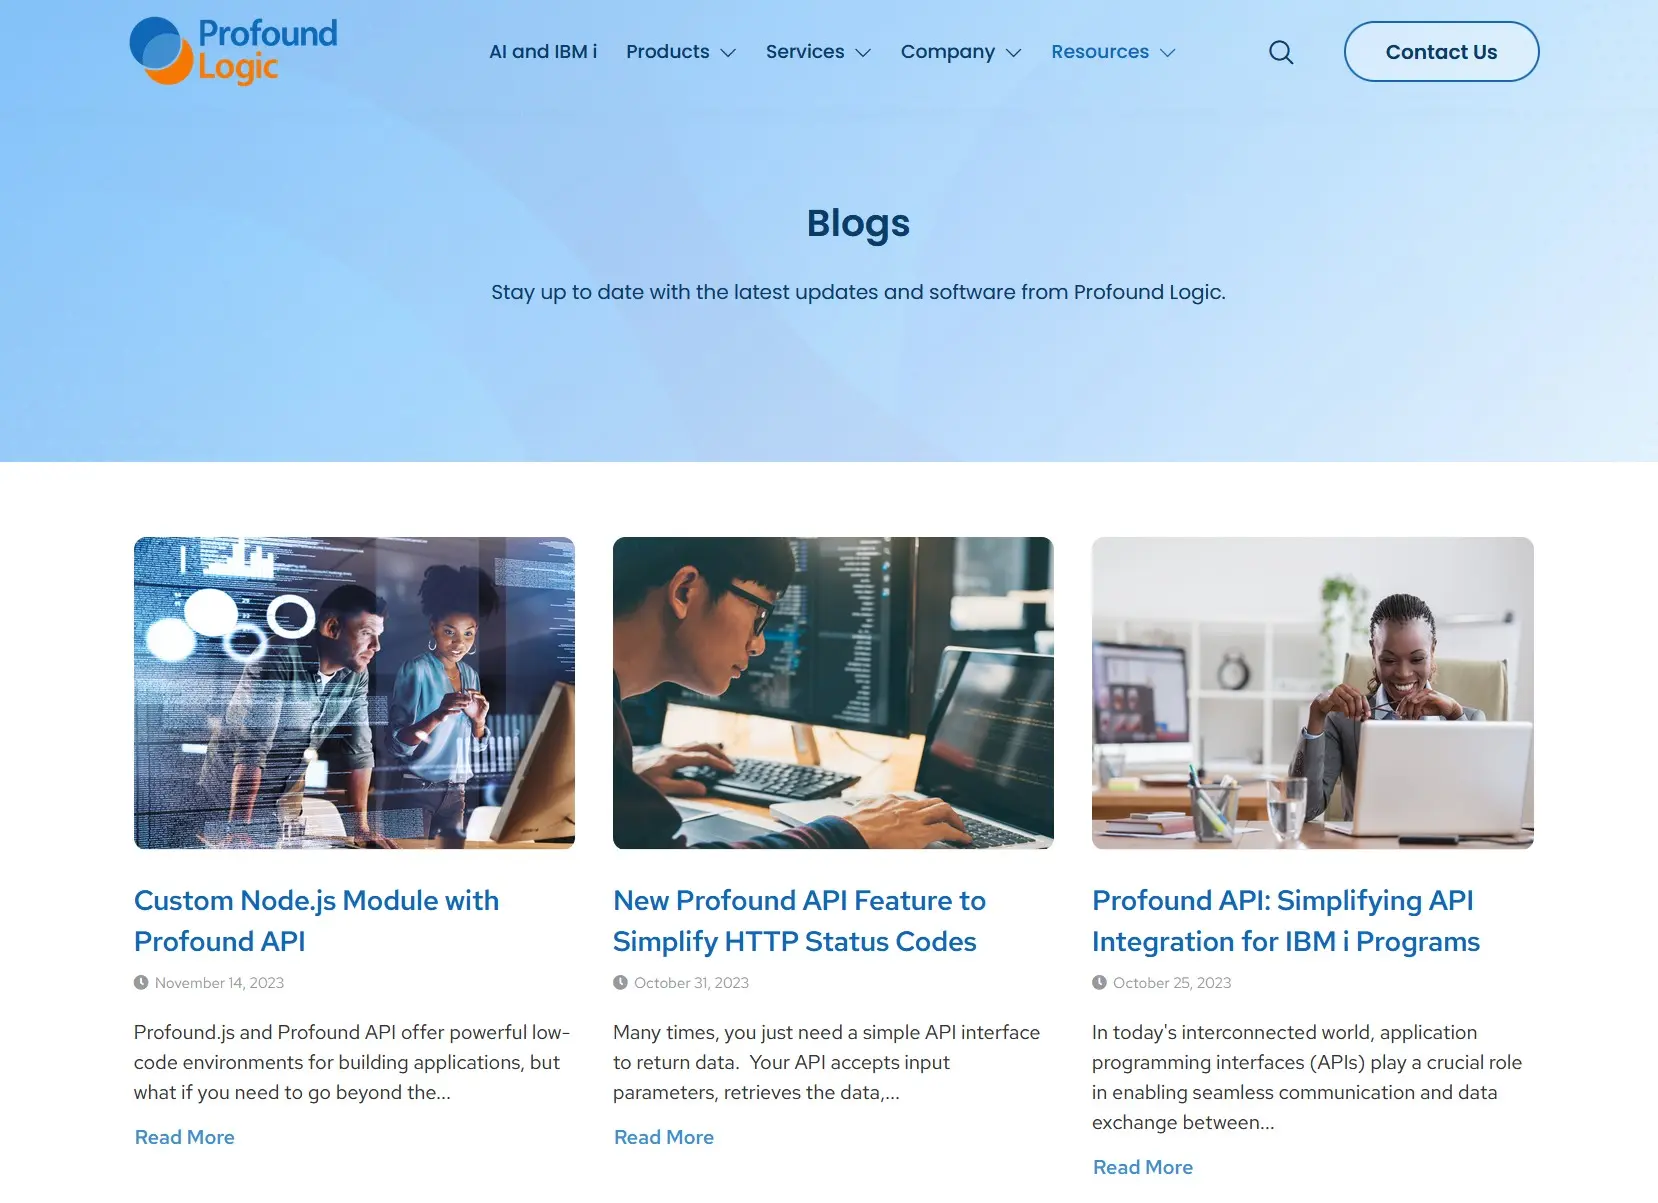 Profound
Logic
AI and IBM i
Products
Services
Company
Resources
Contact Us
Blogs
Stay up to date with the latest updates and software from Profound Logic.
Custom Node.js Module with
Profound API
November 14, 2023
Profound.js and Profound API offer powerful low-
code environments for building applications, but
what if you need to go beyond the...
Read More
New Profound API Feature to
Simplify HTTP Status Codes
October 31, 2023
Many times, you just need a simple API interface
to return data.  Your API accepts input
parameters, retrieves the data,...
Read More
Profound API: Simplifying API
Integration for IBM i Programs
October 25, 2023
In today's interconnected world, application
programming interfaces (APIs) play a crucial role
in enabling seamless communication and data
exchange between...
Read More